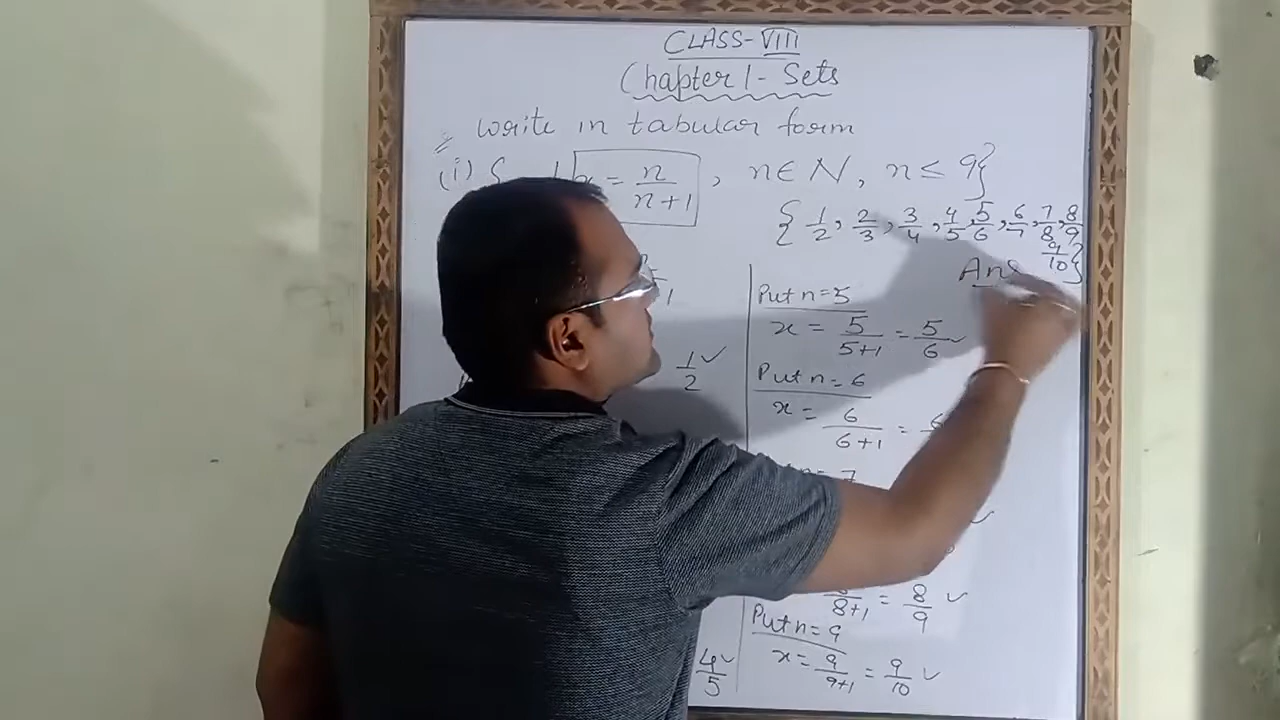 CLASS-VIII
Chapter 1- Sets
write in tabular form
(i) { | x = n/n+1 , n∈N, n ≤ 9}
{1/2, 2/3, 3/4, 4/5, 5/6, 6/7, 7/8, 8/9
9/10}
Ans
1/2 ✓
4/5 ✓
Put n=5
x = 5/5+1 = 5/6 ✓
Put n=6
x = 6/6+1 = 6
= 7
8/8+1 = 8/9 ✓
Put n=9
x = 9/9+1 = 9/10 ✓